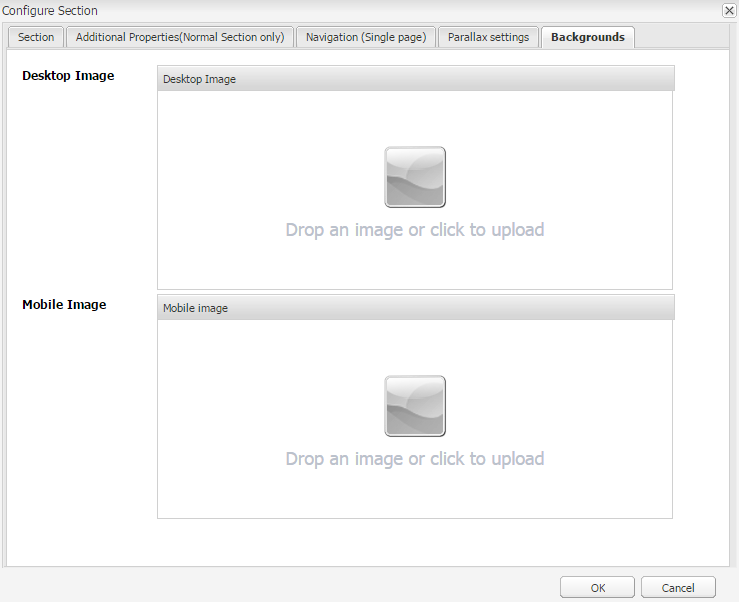 Configure Section
Section Additional Properties(Normal Section only) Navigation (Single page) Parallax settings Backgrounds
Desktop Image
Desktop Image
Drop an image or click to upload
Mobile Image
Mobile image
Drop an image or click to upload
OK Cancel